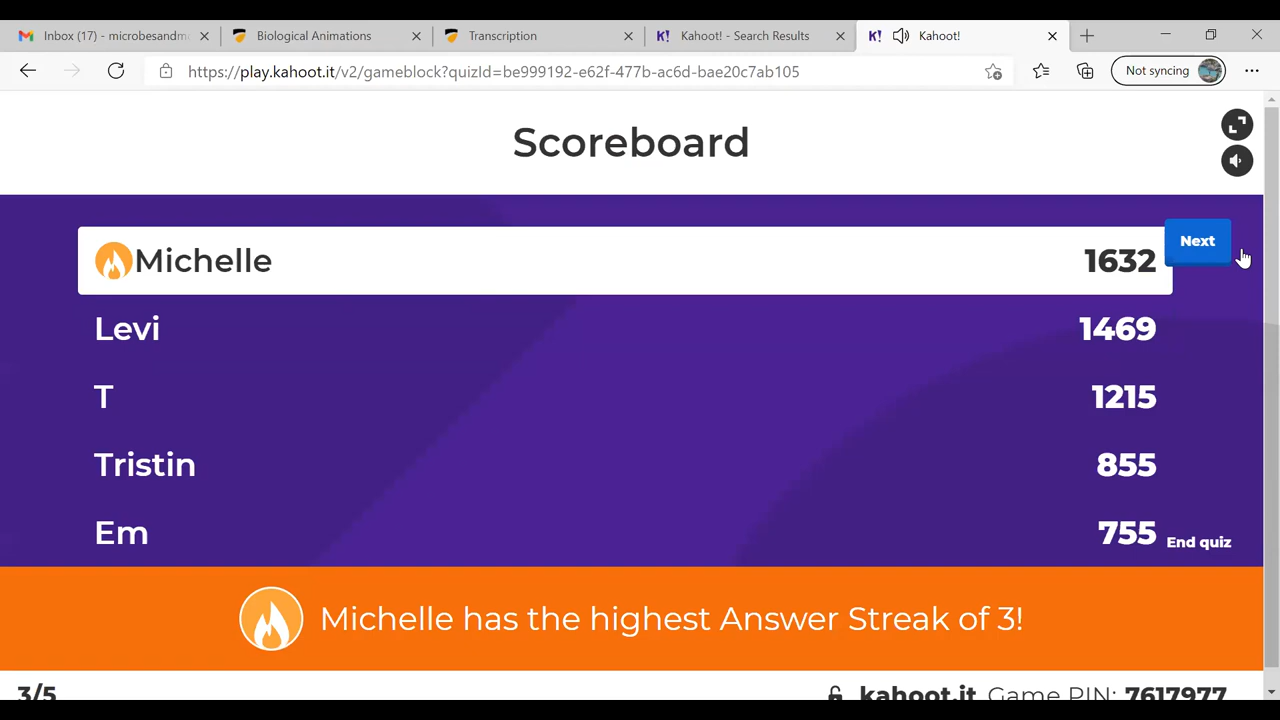 Inbox (17) - microbesandm
Biological Animations
Transcription
K! Kahoot! - Search Results
K! Kahoot!
https://play.kahoot.it/v2/gameblock?quizId=be999192-e62f-477b-ac6d-bae20c7ab105
Not syncing
Scoreboard
Michelle 1632
Next
Levi 1469
T 1215
Tristin 855
Em 755
End quiz
Michelle has the highest Answer Streak of 3!
3/5
kahoot.it Game PIN: 7617977